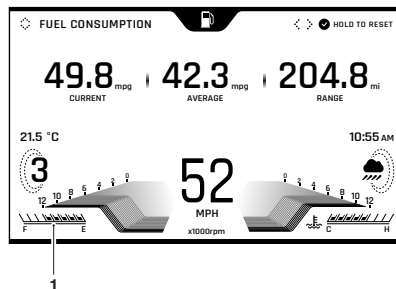 FUEL CONSUMPTION
HOLD TO RESET
49.8 mpg 42.3 mpg 204.8 mi
CURRENT AVERAGE RANGE
21.5 °C 10:55 AM
3
12 10 8 6 4 2 0
0 2 4 6 8 10 12
52
MPH
x1000rpm
F E
C H
1